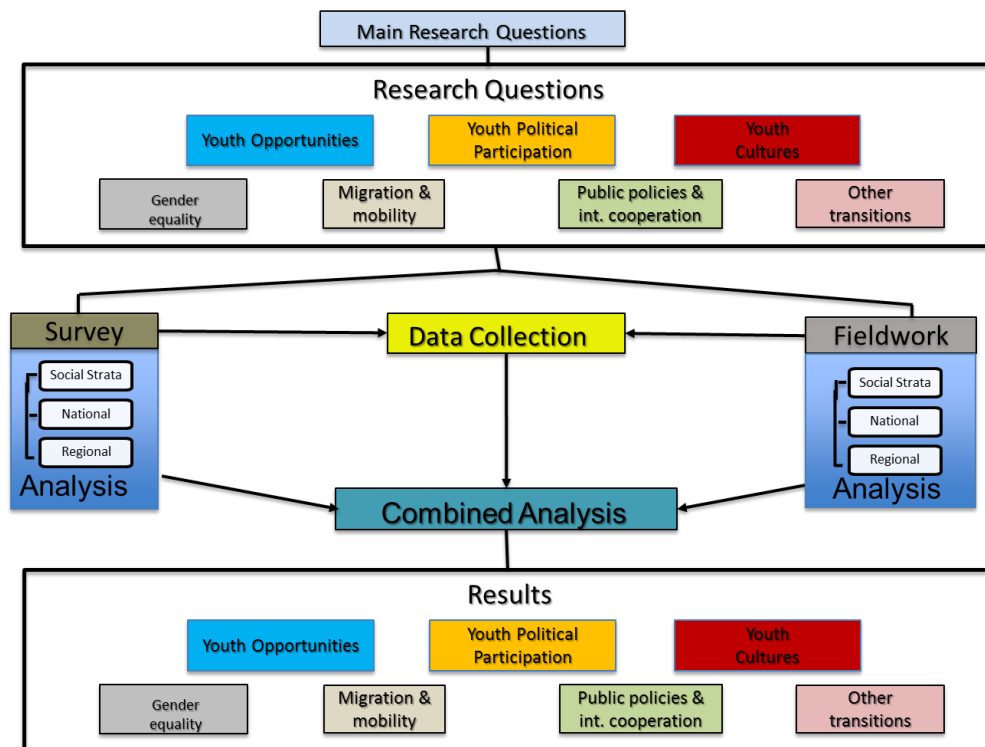 Main Research Questions
Research Questions
Youth Opportunities
Youth Political
Participation
Youth
Cultures
Gender
equality
Migration &
mobility
Public policies &
int. cooperation
Other
transitions
Survey
Social Strata
National
Regional
Analysis
Data Collection
Fieldwork
Social Strata
National
Regional
Analysis
Combined Analysis
Results
Youth Opportunities
Youth Political
Participation
Youth
Cultures
Gender
equality
Migration &
mobility
Public policies &
int. cooperation
Other
transitions